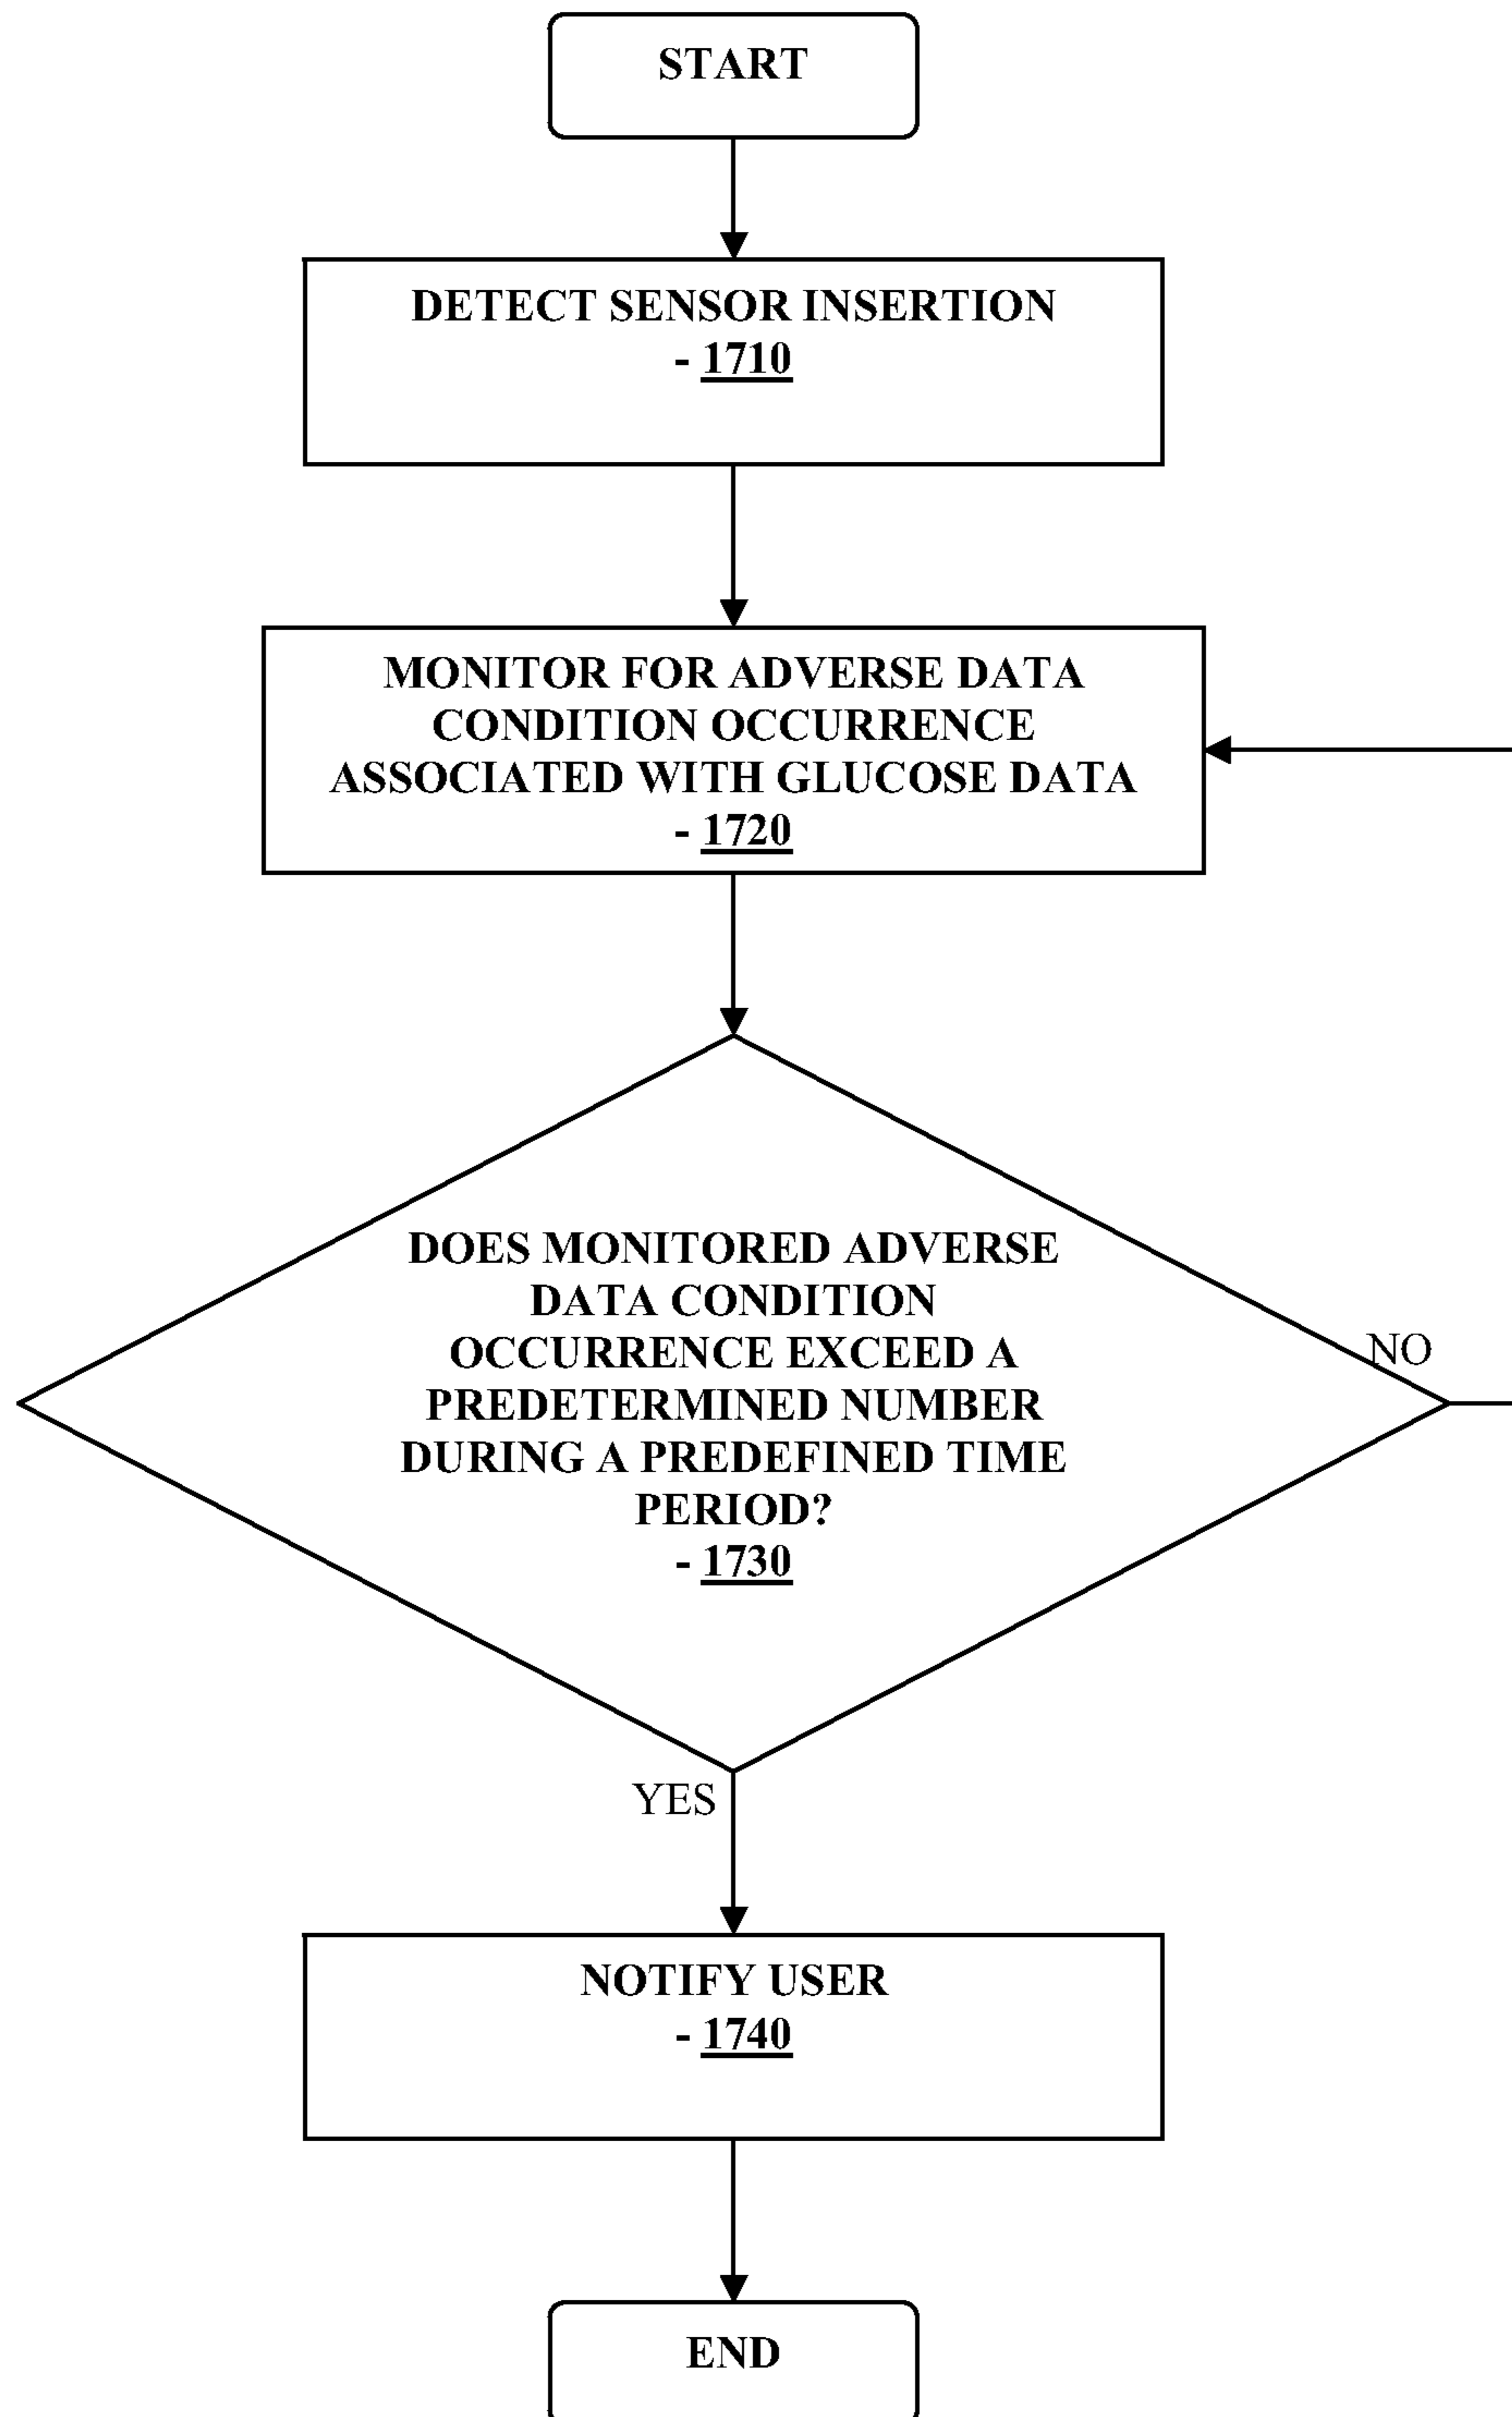 START
DETECT SENSOR INSERTION
- 1710
MONITOR FOR ADVERSE DATA
CONDITION OCCURRENCE
ASSOCIATED WITH GLUCOSE DATA
- 1720
DOES MONITORED ADVERSE
DATA CONDITION
OCCURRENCE EXCEED A
PREDETERMINED NUMBER
DURING A PREDEFINED TIME
PERIOD?
- 1730
NO
YES
NOTIFY USER
- 1740
END